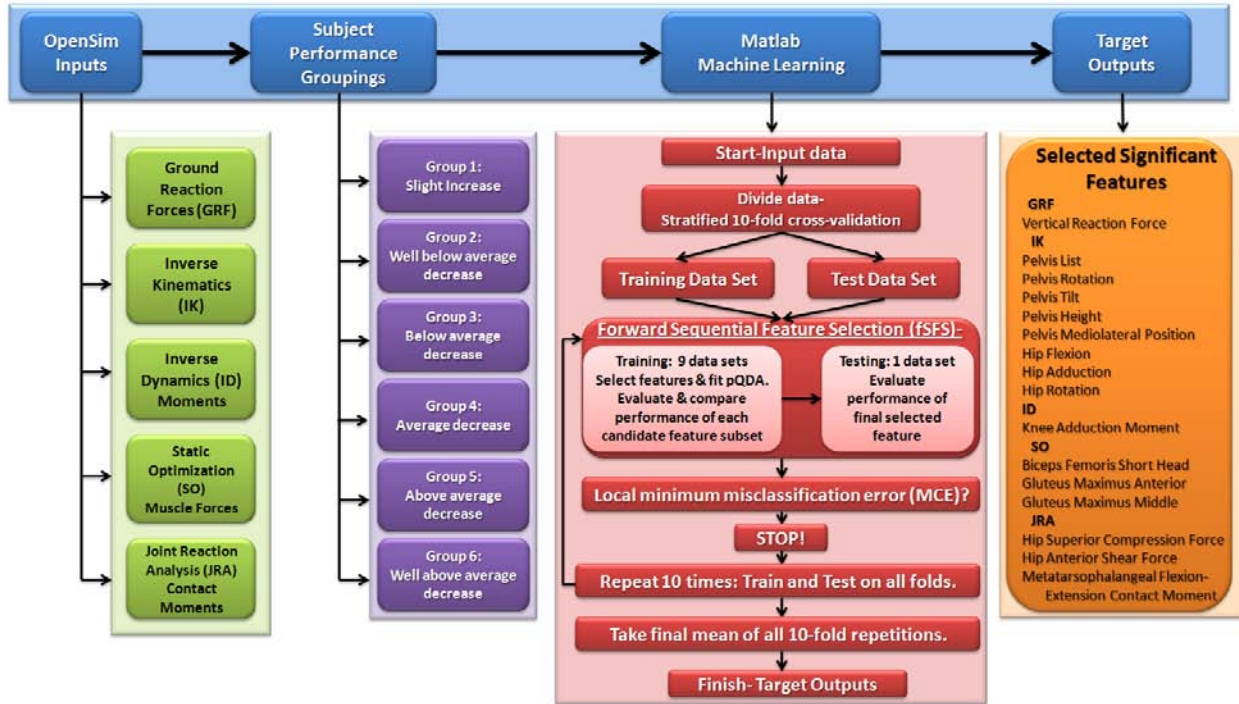 OpenSim
Inputs
Subject
Performance
Groupings
Matlab
Machine Learning
Target
Outputs
Ground
Reaction
Forces (GRF)
Inverse
Kinematics
(IK)
Inverse
Dynamics (ID)
Moments
Static
Optimization
(SO)
Muscle Forces
Joint Reaction
Analysis (JRA)
Contact
Moments
Group 1:
Slight Increase
Group 2:
Well below average
decrease
Group 3:
Below average
decrease
Group 4:
Average decrease
Group 5:
Above average
decrease
Group 6:
Well above average
decrease
Start-Input data
Divide data-
Stratified 10-fold cross-validation
Training Data Set
Test Data Set
Forward Sequential Feature Selection (fSFS)-
Training: 9 data sets
Select features & fit pQDA.
Evaluate & compare
performance of each
candidate feature subset
Testing: 1 data set
Evaluate
performance of
final selected
feature
Local minimum misclassification error (MCE)?
STOP!
Repeat 10 times: Train and Test on all folds.
Take final mean of all 10-fold repetitions.
Finish- Target Outputs
Selected Significant
Features
GRF
Vertical Reaction Force
IK
Pelvis List
Pelvis Rotation
Pelvis Tilt
Pelvis Height
Pelvis Mediolateral Position
Hip Flexion
Hip Adduction
Hip Rotation
ID
Knee Adduction Moment
SO
Biceps Femoris Short Head
Gluteus Maximus Anterior
Gluteus Maximus Middle
JRA
Hip Superior Compression Force
Hip Anterior Shear Force
Metatarsophalangeal Flexion-
Extension Contact Moment